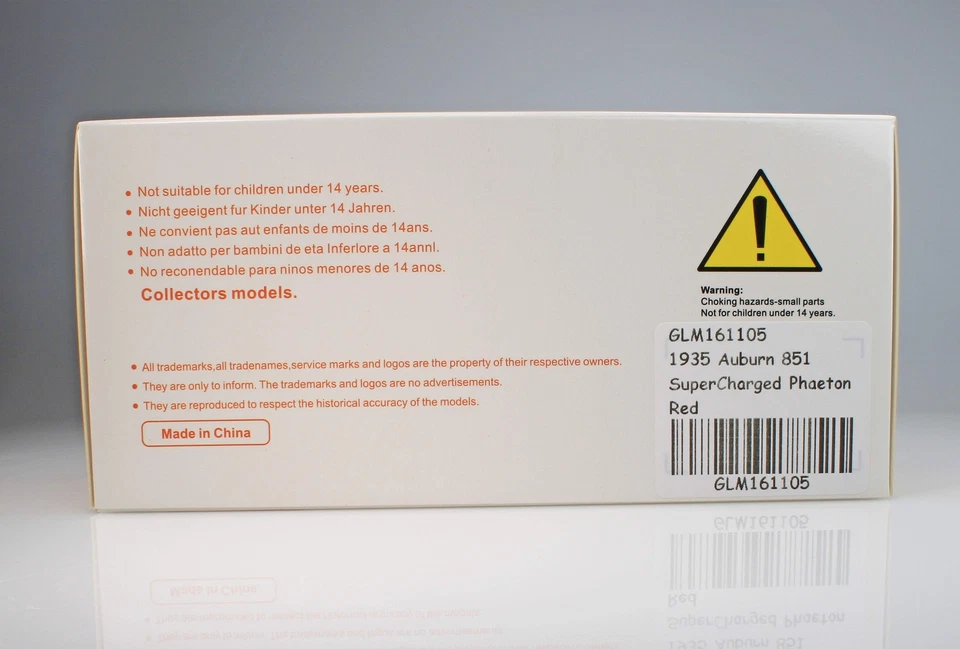 Not suitable for children under 14 years.
Nicht geeigent fur Kinder unter 14 Jahren.
Ne convient pas aut enfants de moins de 14ans.
Non adatto per bambini de eta Inferlore a 14annl.
No reconendable para ninos menores de 14 anos.
Collectors models.
All trademarks,all tradenames,service marks and logos are the property of their respective owners.
They are only to inform. The trademarks and logos are no advertisements.
They are reproduced to respect the historical accuracy of the models.
Made in China
Warning:
Choking hazards-small parts
Not for children under 14 years.
GLM161105
1935 Auburn 851
SuperCharged Phaeton
Red
GLM161105